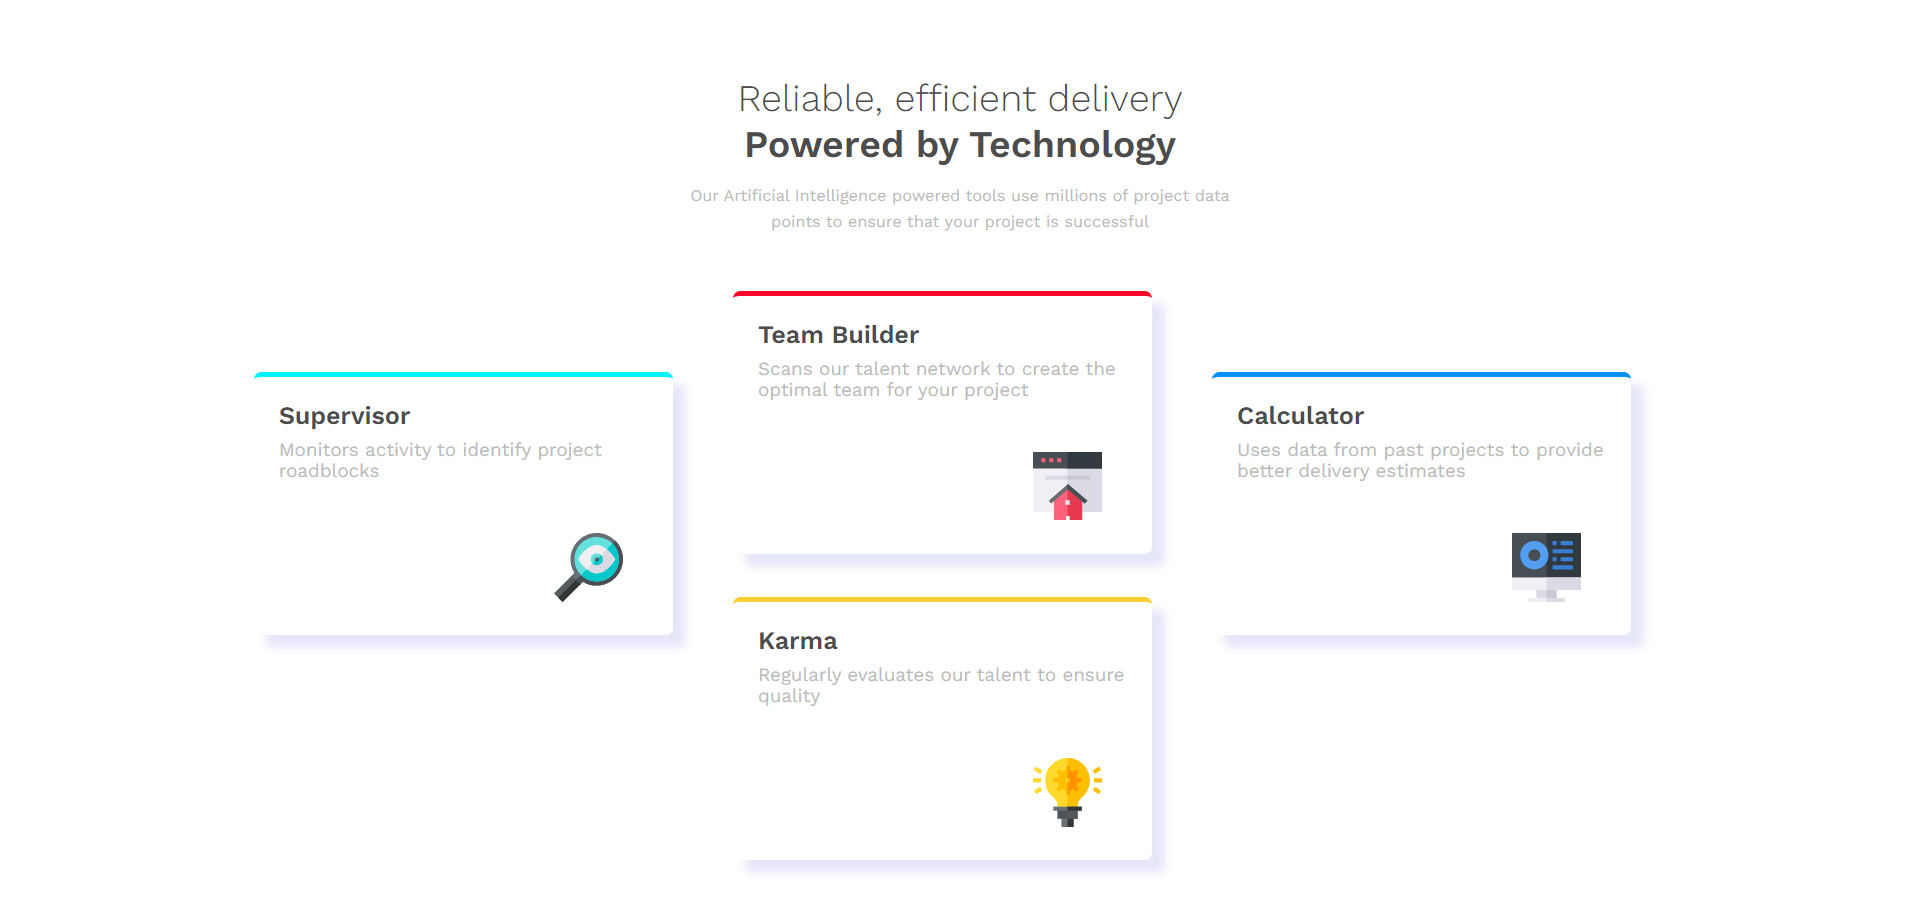 Reliable, efficient delivery
Powered by Technology
Our Artificial Intelligence powered tools use millions of project data
points to ensure that your project is successful
Supervisor
Monitors activity to identify project
roadblocks
Team Builder
Scans our talent network to create the
optimal team for your project
Karma
Regularly evaluates our talent to ensure
quality
Calculator
Uses data from past projects to provide
better delivery estimates